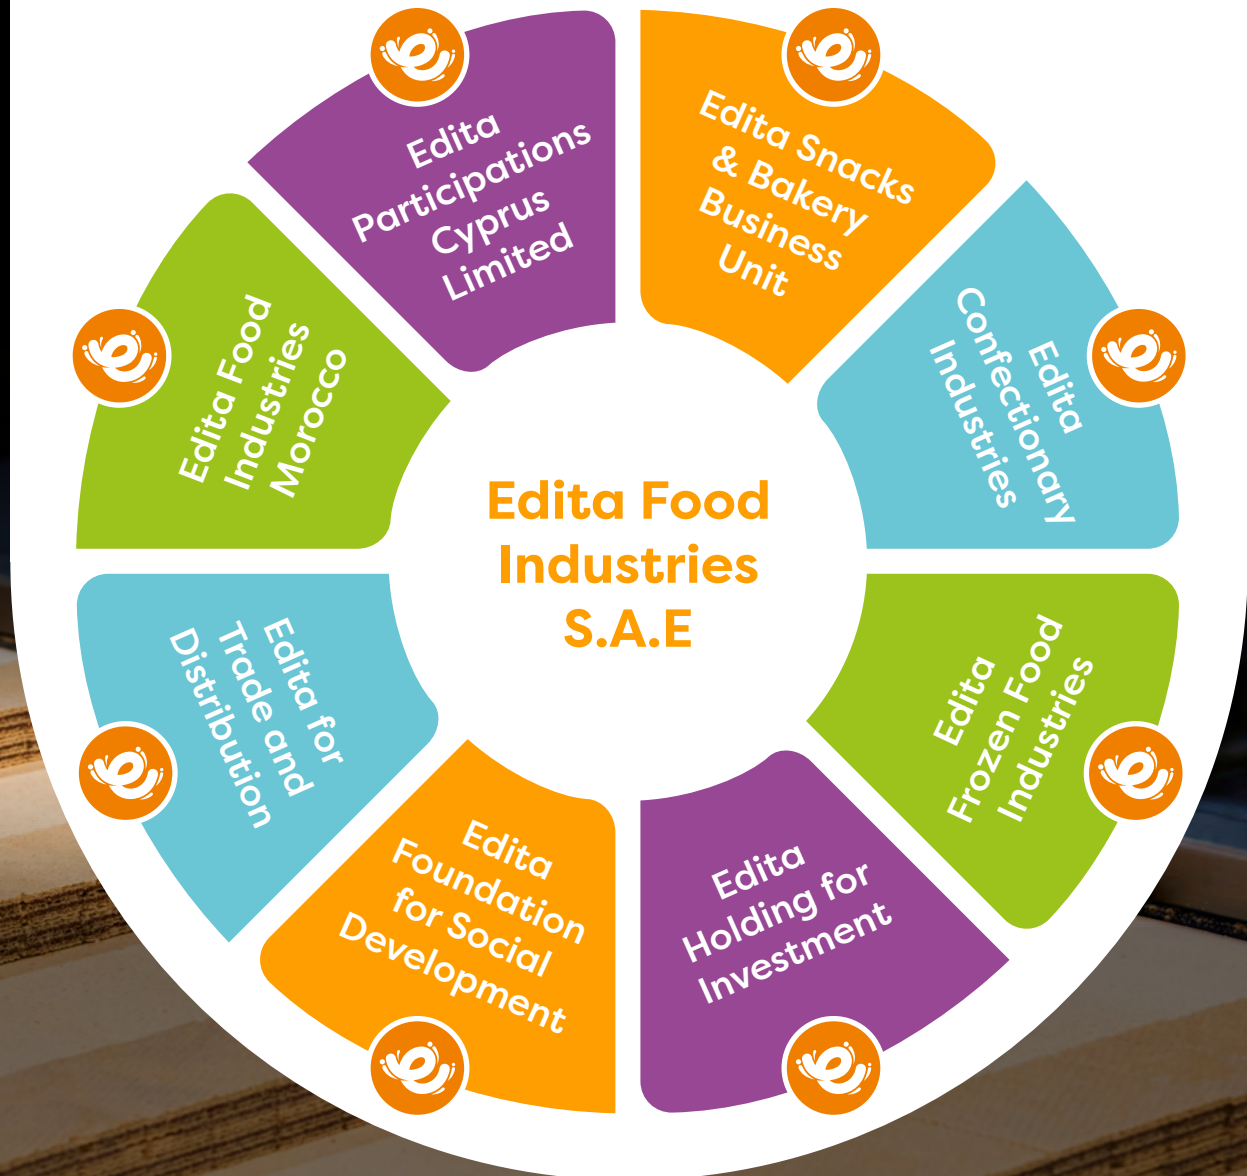 Edita Snacks
& Bakery
Business
Unit
Edita
Confectionary
Industries
Edita
Frozen Food
Industries
Edita
Holding for
Investment
Edita
Foundation
for Social
Development
Edita for
Trade and
Distribution
Edita Food
Industries
Morocco
Edita
Participations
Cyprus
Limited
Edita Food
Industries
S.A.E